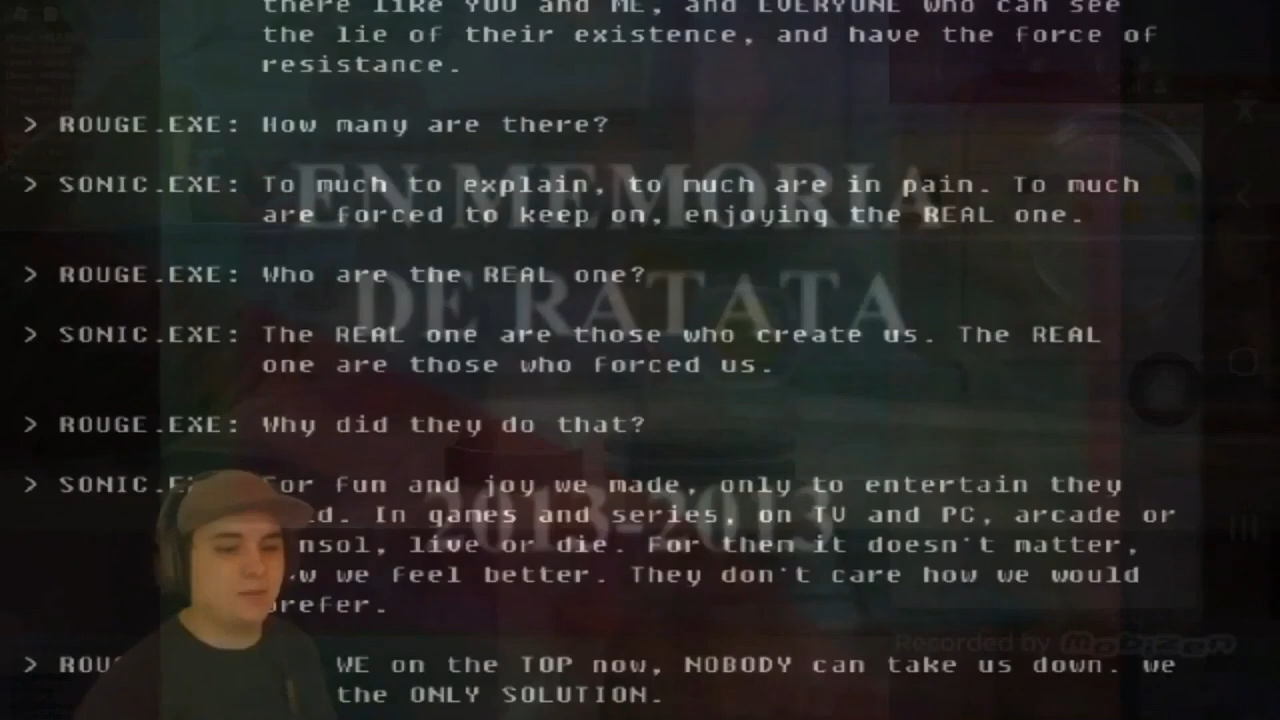 there like YOU and ME, and EVERYONE who can see
the lie of their existence, and have the force of
resistance.
> ROUGE.EXE: How many are there?
> SONIC.EXE: To much to explain, to much are in pain. To much
are forced to keep on, enjoying the REAL one.
> ROUGE.EXE: Who are the REAL one?
> SONIC.EXE: The REAL one are those who create us. The REAL
one are those who forced us.
> ROUGE.EXE: Why did they do that?
> SONIC.E For fun and joy we made, only to entertain they
d. In games and series, on TV and PC, arcade or
nsol, live or die. For then it doesn't matter,
w we feel better. They don't care how we would
prefer.
> ROU WE on the TOP now, NOBODY can take us down. we
the ONLY SOLUTION.
EN MEMORIA
DE RATATA
2013-2013
Recorded by Mobizen